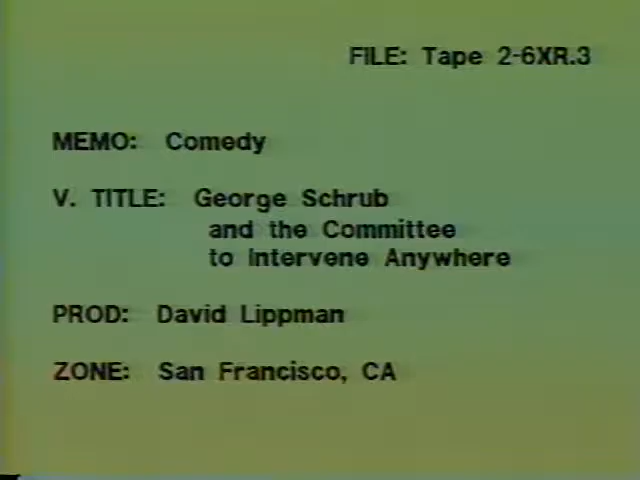 FILE: Tape 2-6XR.3
MEMO: Comedy
V. TITLE: George Schrub
and the Committee
to Intervene Anywhere
PROD: David Lippman
ZONE: San Francisco, CA